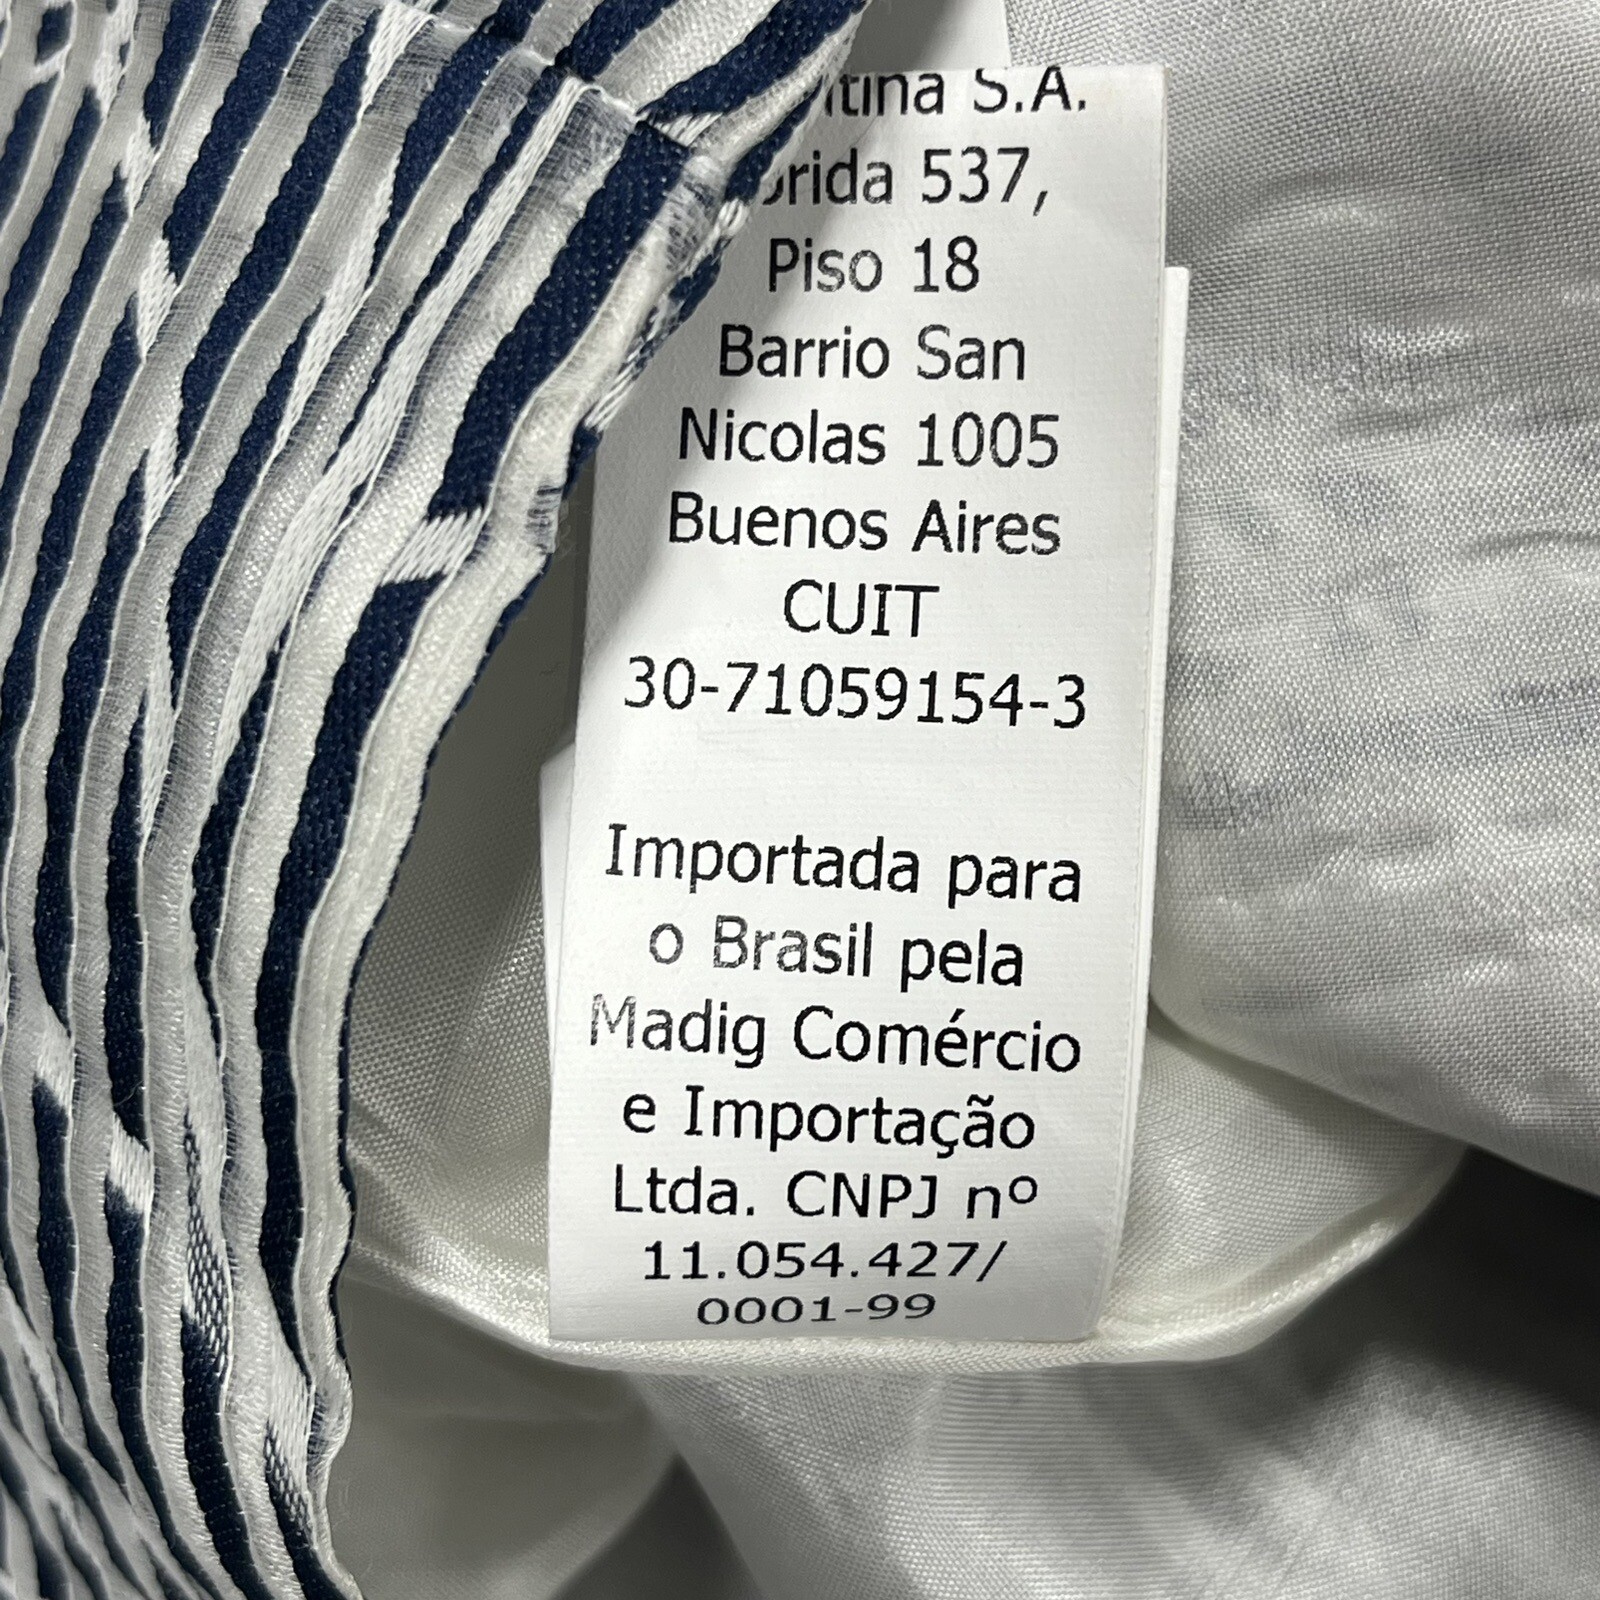 S.A.
537,
Piso 18
Barrio San
Nicolas 1005
Buenos Aires
CUIT
30-71059154-3
Importada para
o Brasil pela
Madig Comércio
e Importação
Ltda. CNPJ nº
11.054.427/
0001-99